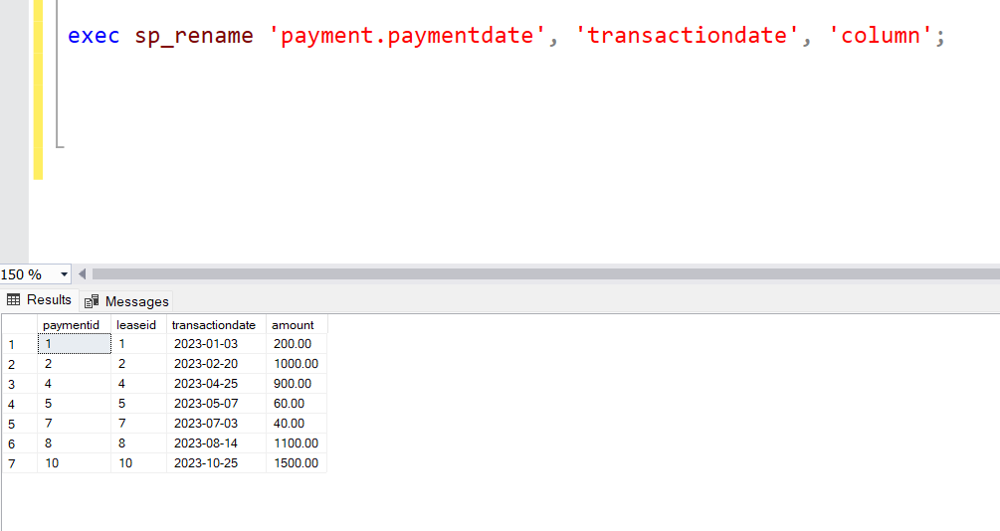 exec sp_rename 'payment.paymentdate', 'transactiondate', 'column';
150 %
Results Messages
paymentid leaseid transactiondate amount
1 1 1 2023-01-03 200.00
2 2 2 2023-02-20 1000.00
3 4 4 2023-04-25 900.00
4 5 5 2023-05-07 60.00
5 7 7 2023-07-03 40.00
6 8 8 2023-08-14 1100.00
7 10 10 2023-10-25 1500.00